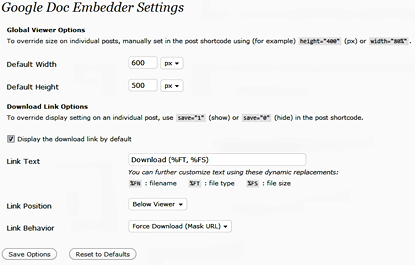 Google Doc Embedder Settings
Global Viewer Options
To override size on individual posts, manually set in the post shortcode using (for example) height="400" (px) or width="80%"
Default Width 600 px
Default Height 500 px
Download Link Options
To override display setting on an individual post, use save="1" (show) or save="0" (hide) in the post shortcode.
Display the download link by default
Link Text Download (%FT, %FS)
You can further customize text using these dynamic replacements:
%FN : filename %FT : file type %FS : file size
Link Position Below Viewer
Link Behavior Force Download (Mask URL)
Save Options Reset to Defaults